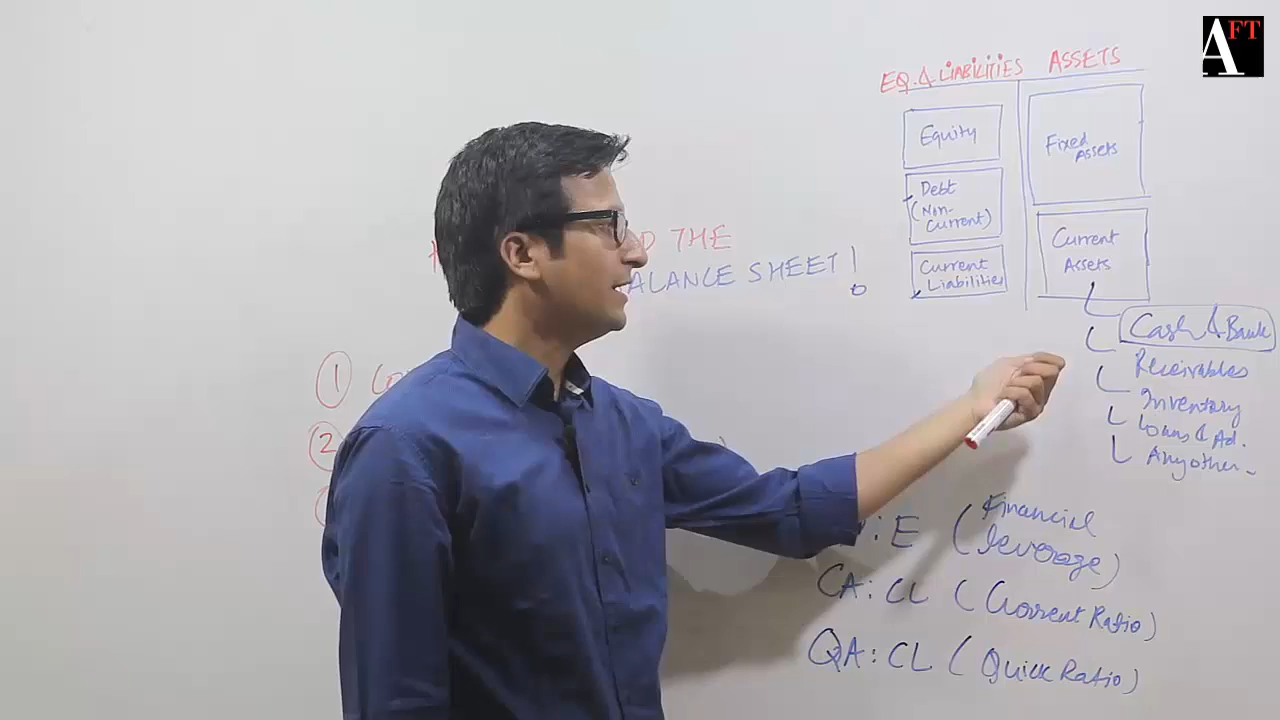 AFT
EQ. & LIABILITIES ASSETS
Equity
Debt
(Non-
Current)
Current
Liabilities
Fixed
Assets
Current
Assets
Cash & Bank
Receivables
Inventory
Loans & Ad.
Any other
D THE
ALANCE SHEET!
1 Co
2
: E (Financial
leverage)
CA : CL (Current Ratio)
QA : CL (Quick Ratio)